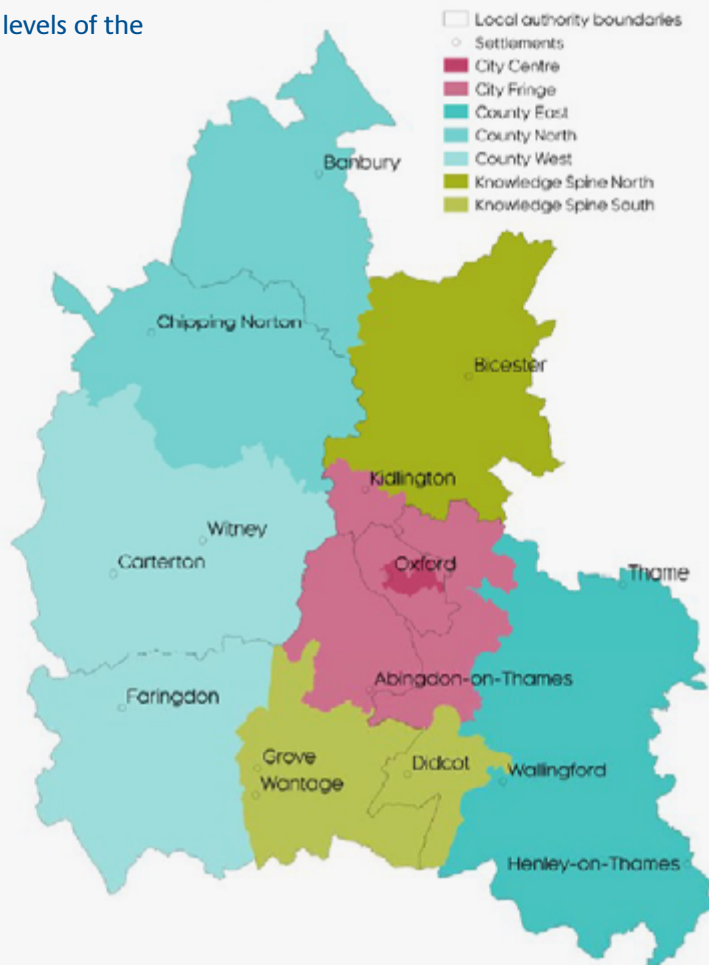 levels of the
Local authority boundaries
Settlements
City Centre
City Fringe
County East
County North
County West
Knowledge Spine North
Knowledge Spine South
Banbury
Chipping Norton
Bicester
Kidlington
Witney
Oxford
Carterton
Thame
Abingdon-on-Thames
Faringdon
Grove
Didcot
Wallingford
Wantage
Henley-on-Thames